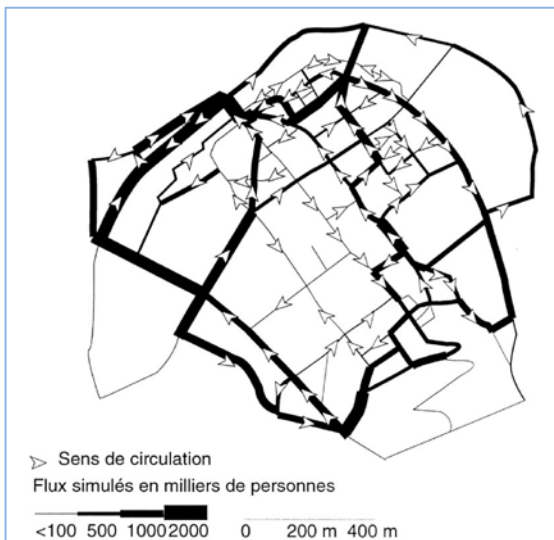 Sens de circulation
Flux simulés en milliers de personnes
<100 500 1000 2000 0 200 m 400 m